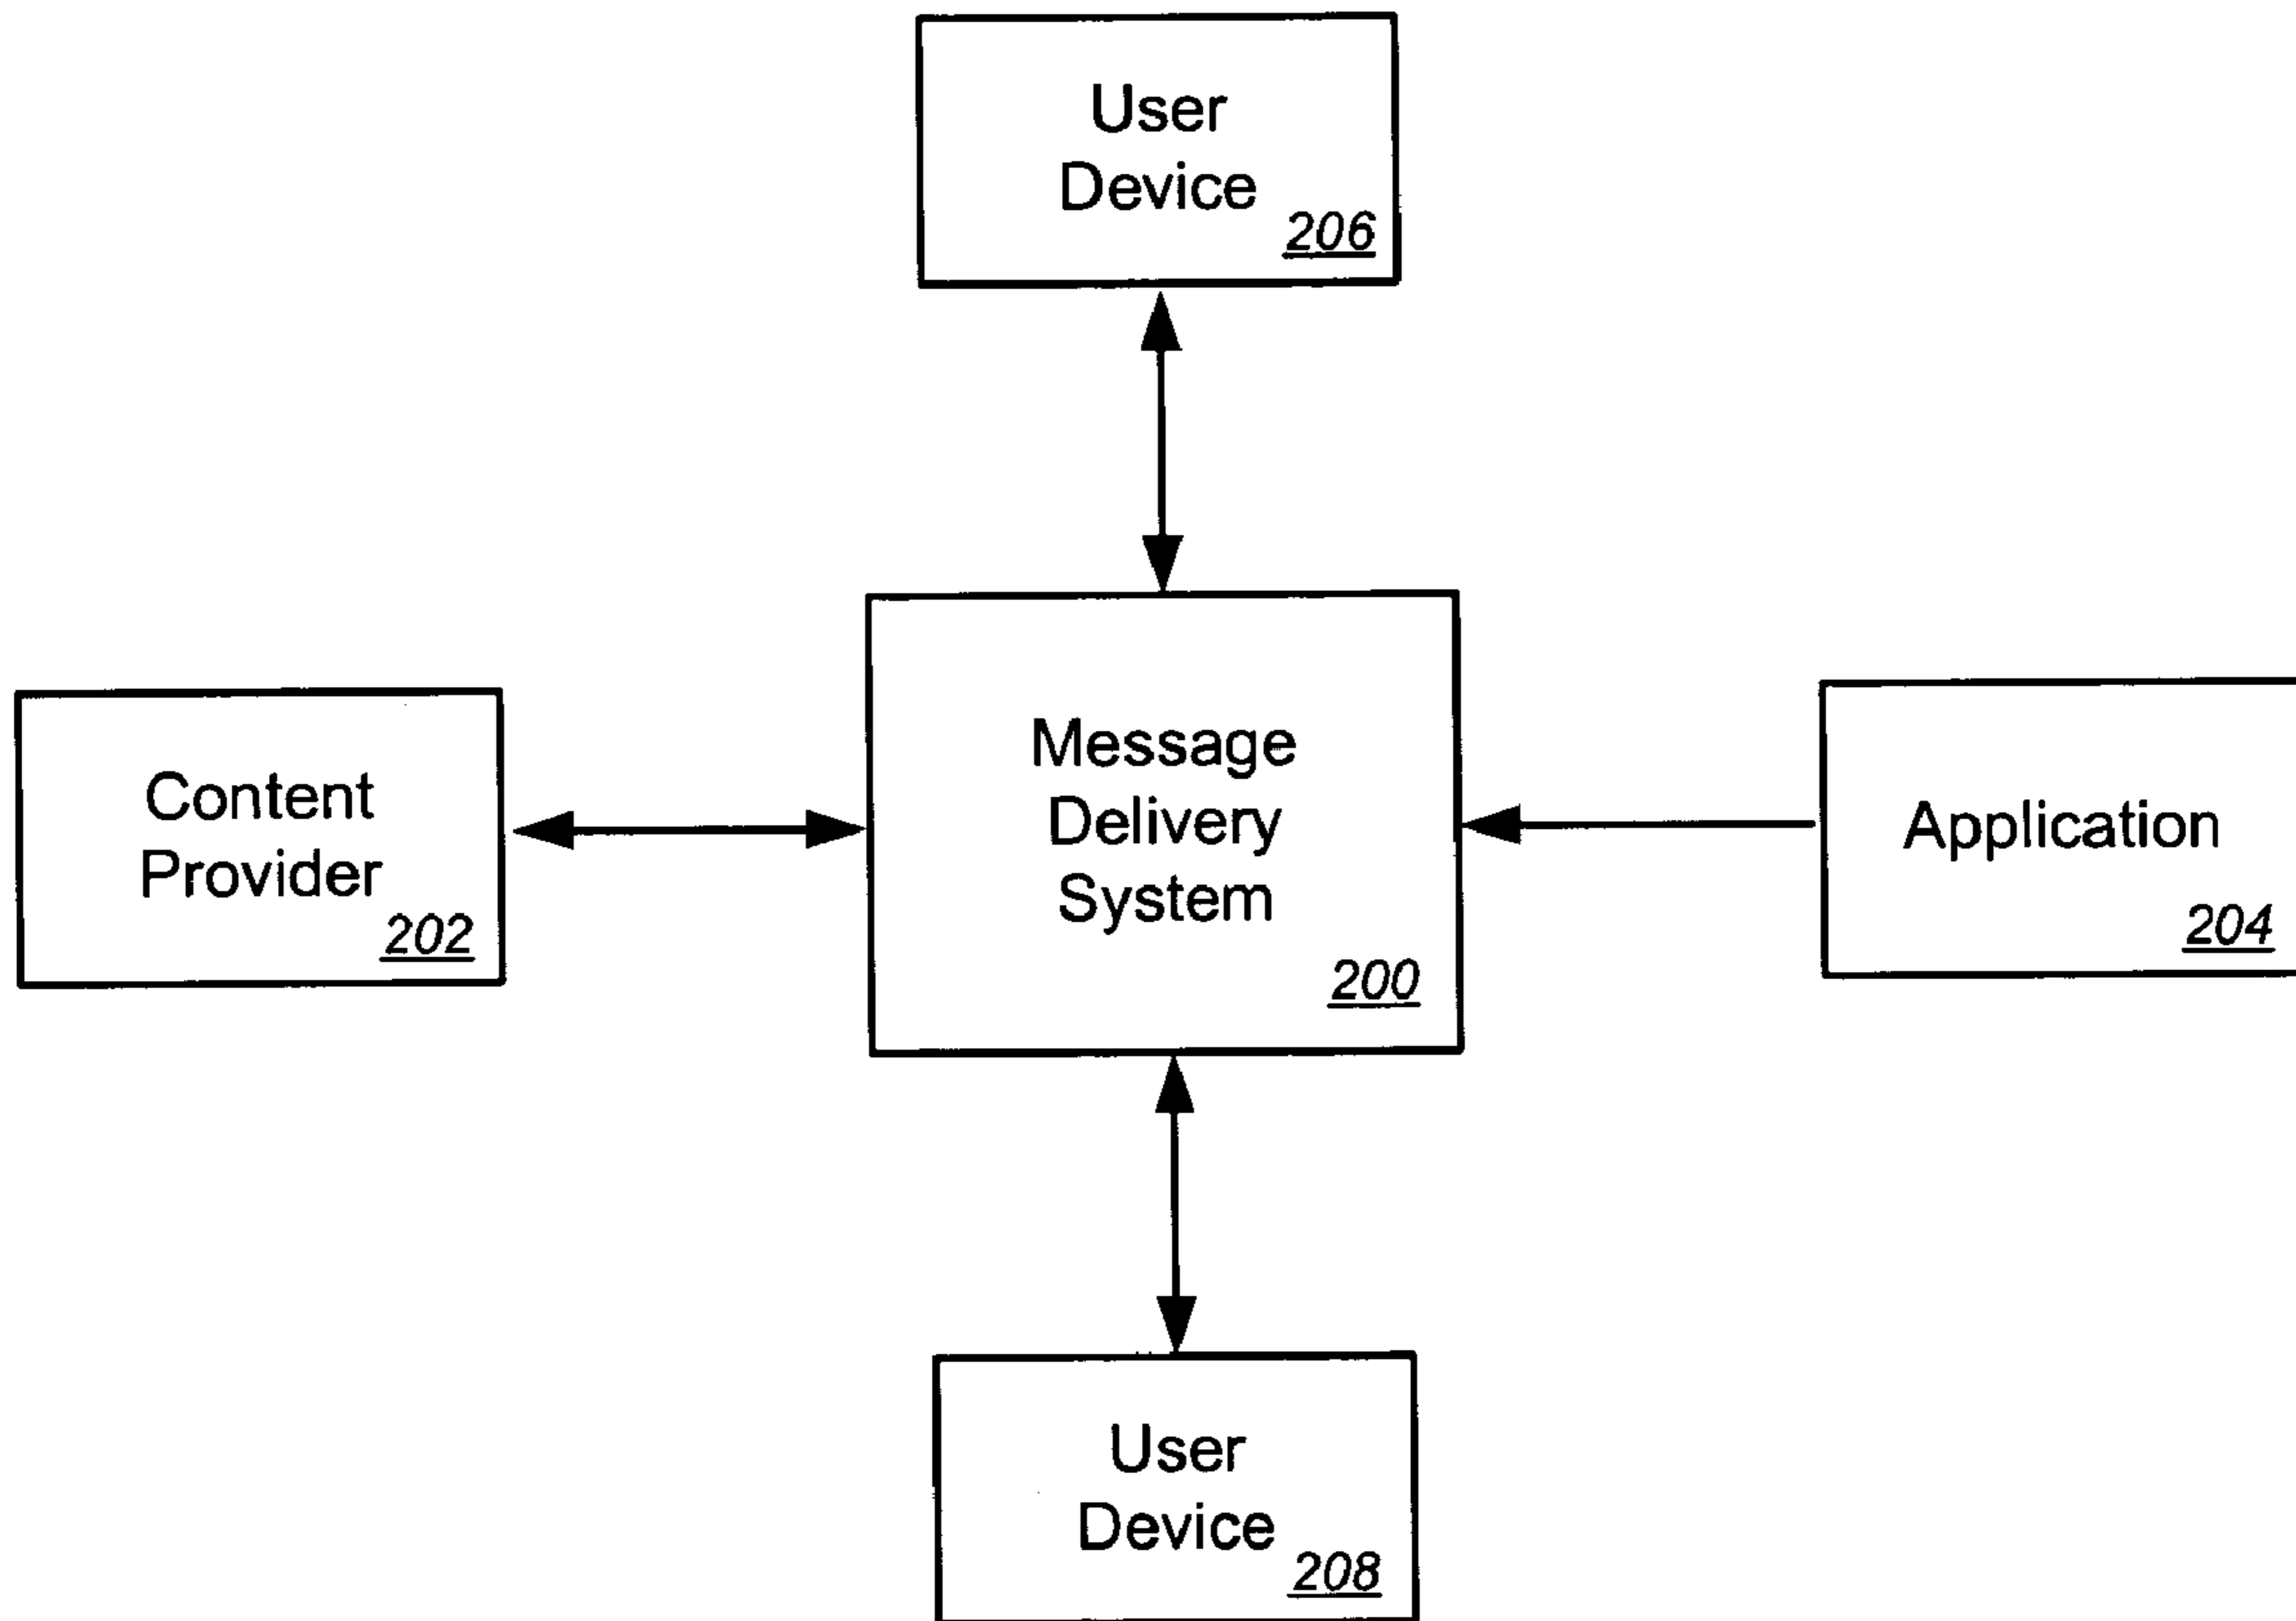 User
Device
206
Content
Provider
202
Message
Delivery
System
200
Application
204
User
Device
208